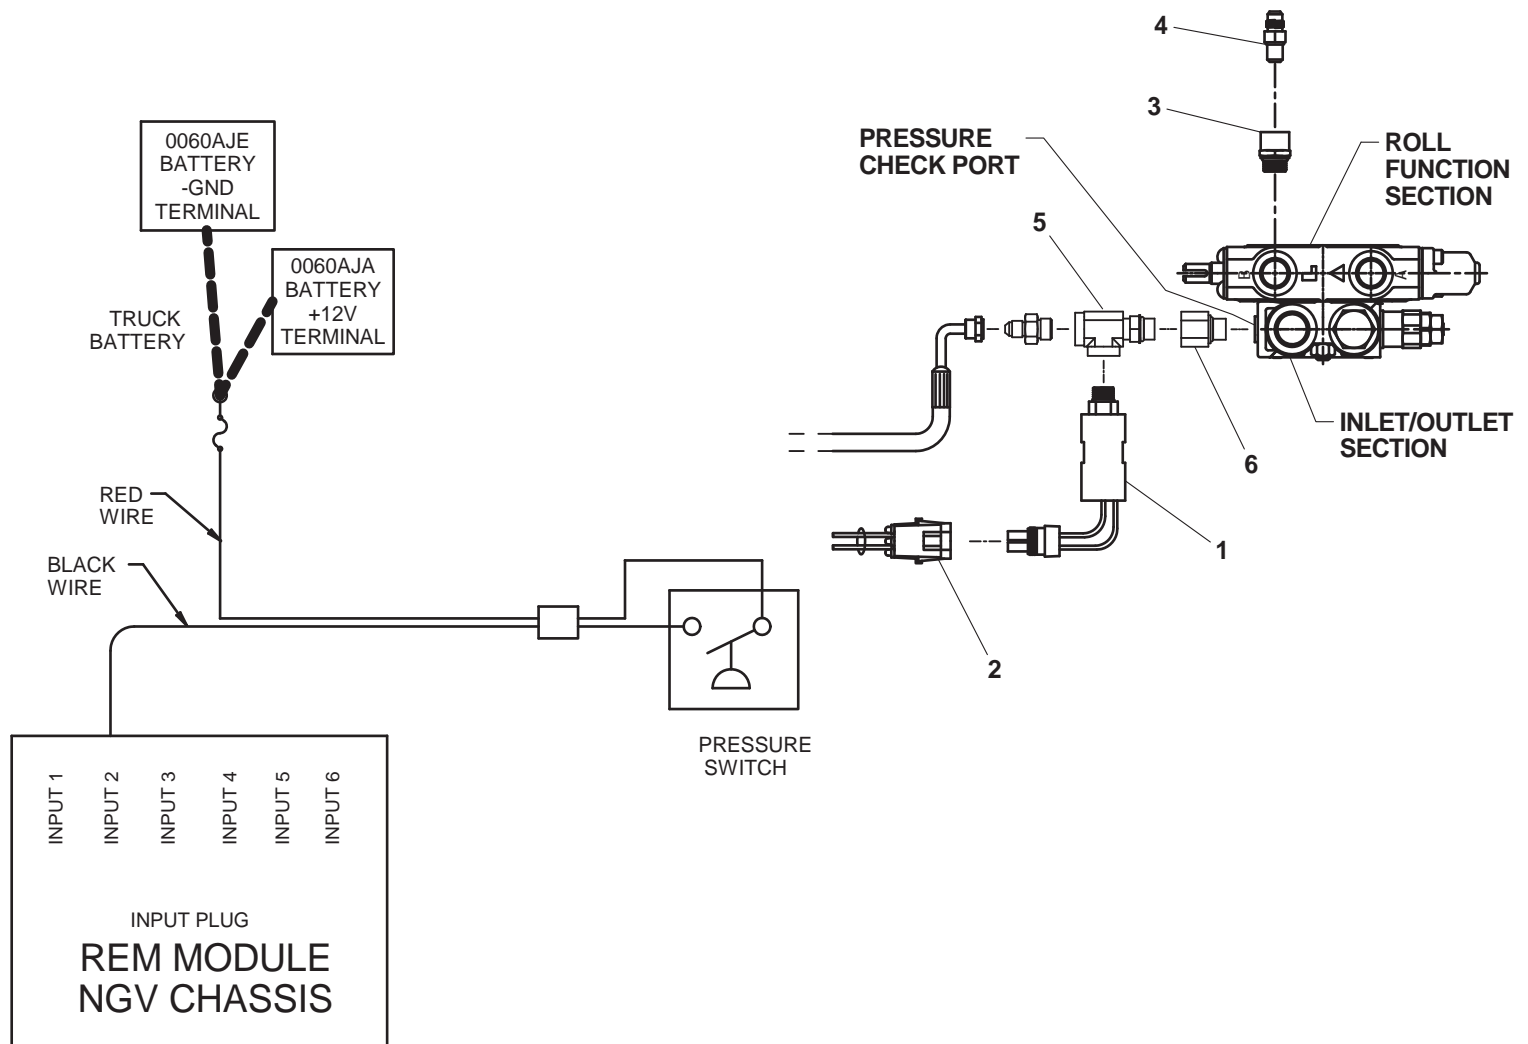 4
3
PRESSURE
CHECK PORT
ROLL
FUNCTION
SECTION
5
B
A
0060AJE
BATTERY
-GND
TERMINAL
0060AJA
BATTERY
+12V
TERMINAL
TRUCK
BATTERY
INLET/OUTLET
SECTION
6
1
2
RED
WIRE
BLACK
WIRE
PRESSURE
SWITCH
INPUT 1
INPUT 2
INPUT 3
INPUT 4
INPUT 5
INPUT 6
INPUT PLUG
REM MODULE
NGV CHASSIS